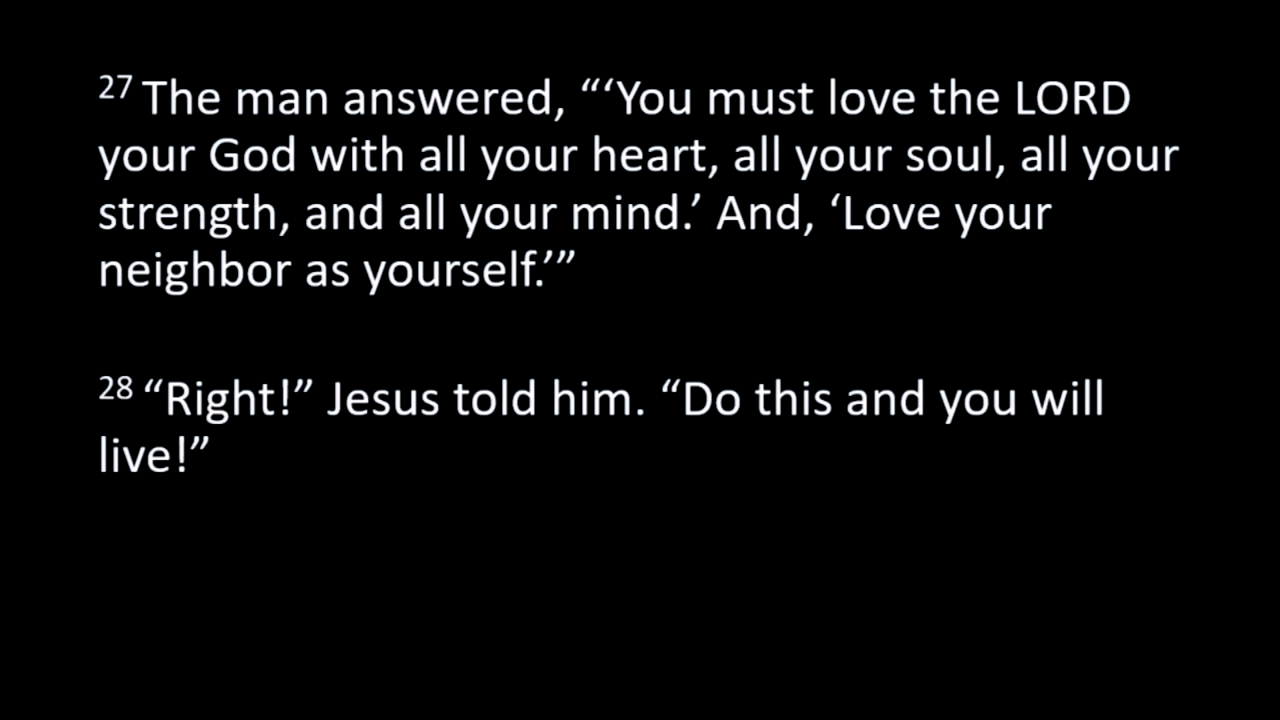 27 The man answered, “‘You must love the LORD
your God with all your heart, all your soul, all your
strength, and all your mind.’ And, ‘Love your
neighbor as yourself.’”
28 “Right!” Jesus told him. “Do this and you will
live!”